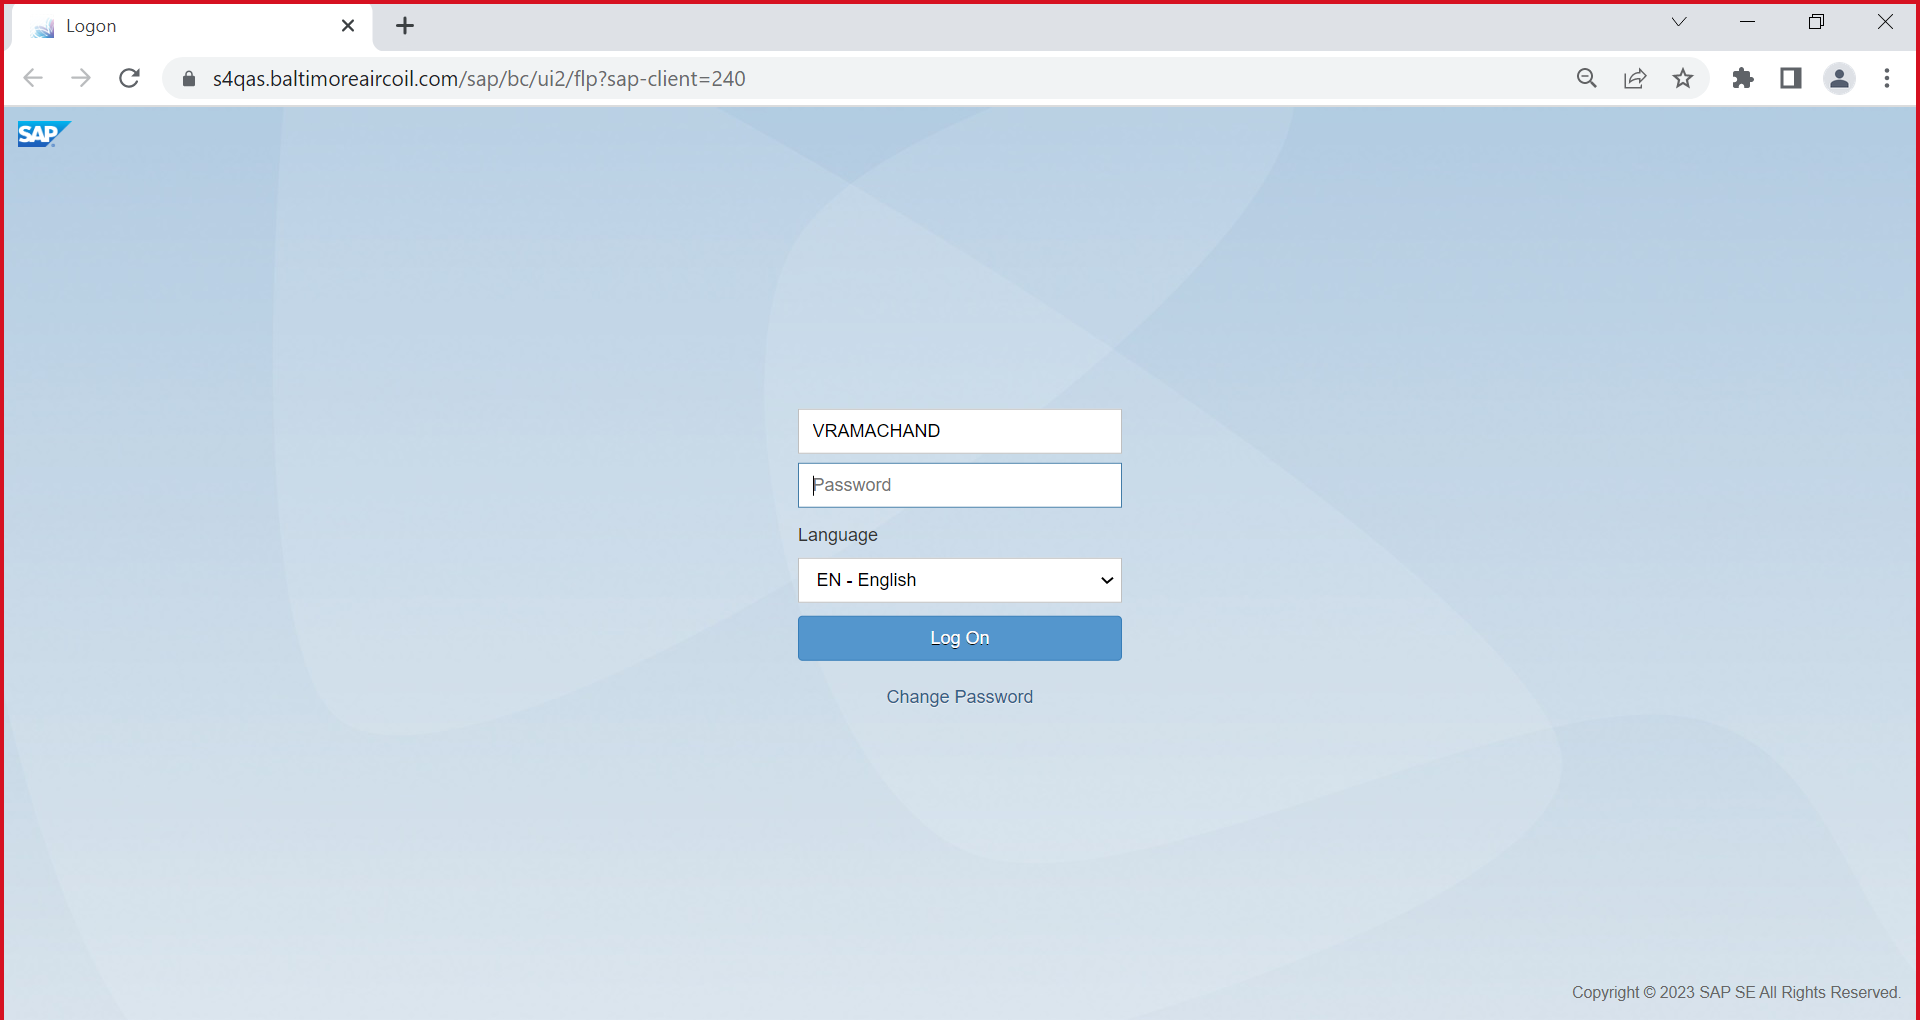 Logon
s4qas.baltimoreaircoil.com/sap/bc/ui2/flp?sap-client=240
SAP
VRAMACHAND
Password
Language
EN - English
Log On
Change Password
Copyright © 2023 SAP SE All Rights Reserved.